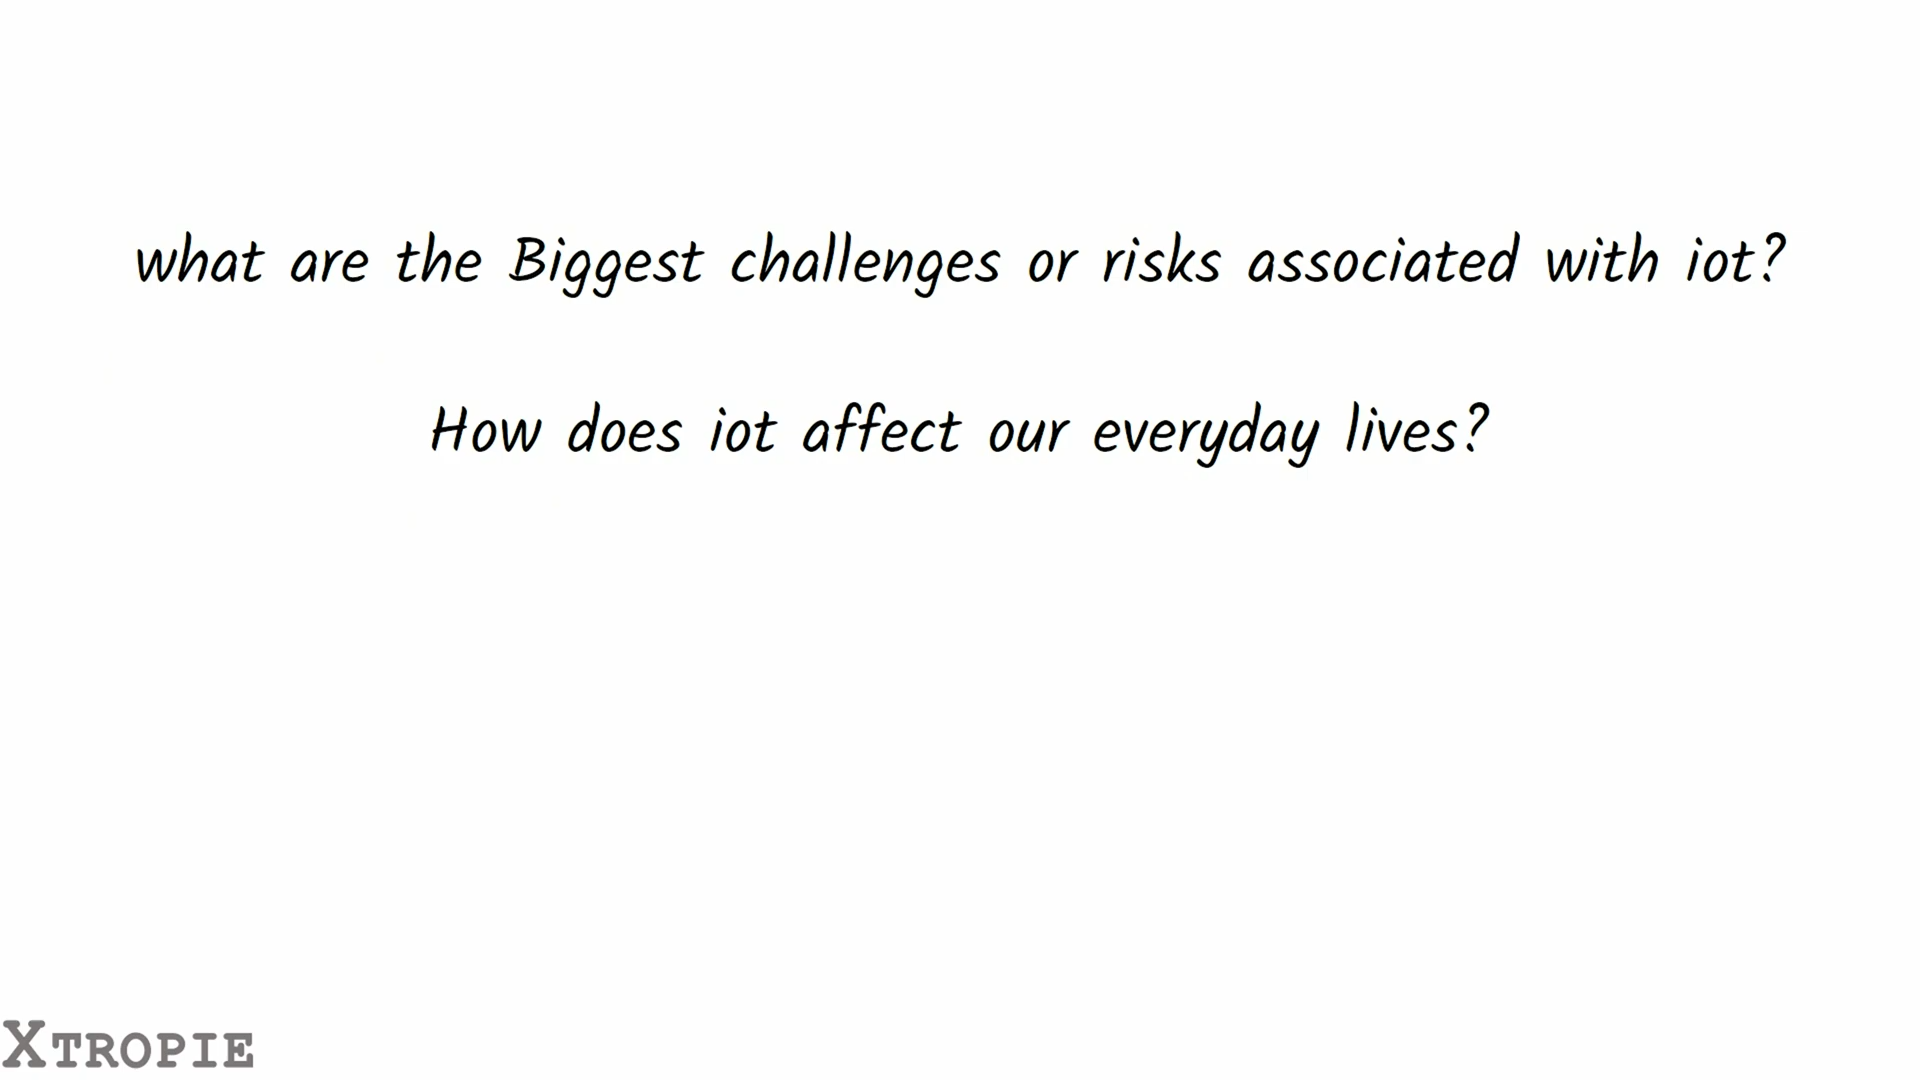 what are the Biggest challenges or risks associated with iot?
How does iot affect our everyday lives?
XTROPIE